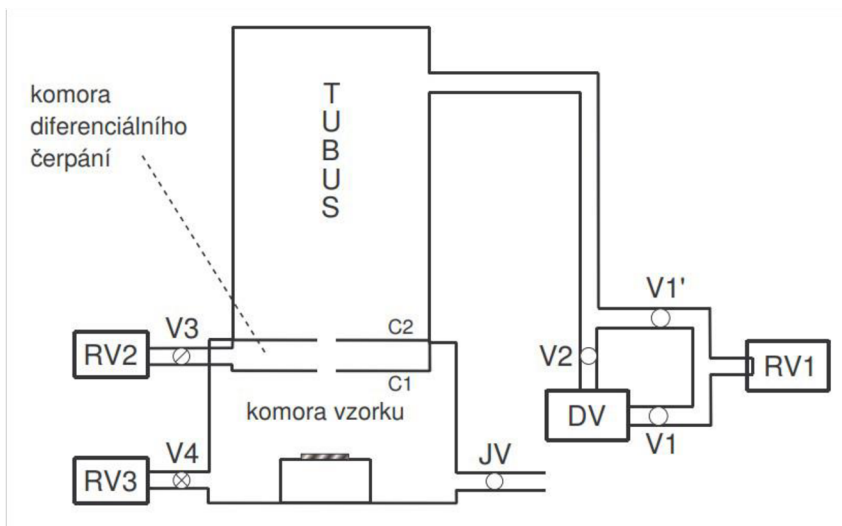 komora
diferenciálního
čerpání
T
U
B
U
S
V1'
V3
C2
RV2
V2
RV1
C1
DV
komora vzorku
V1
V4
JV
RV3